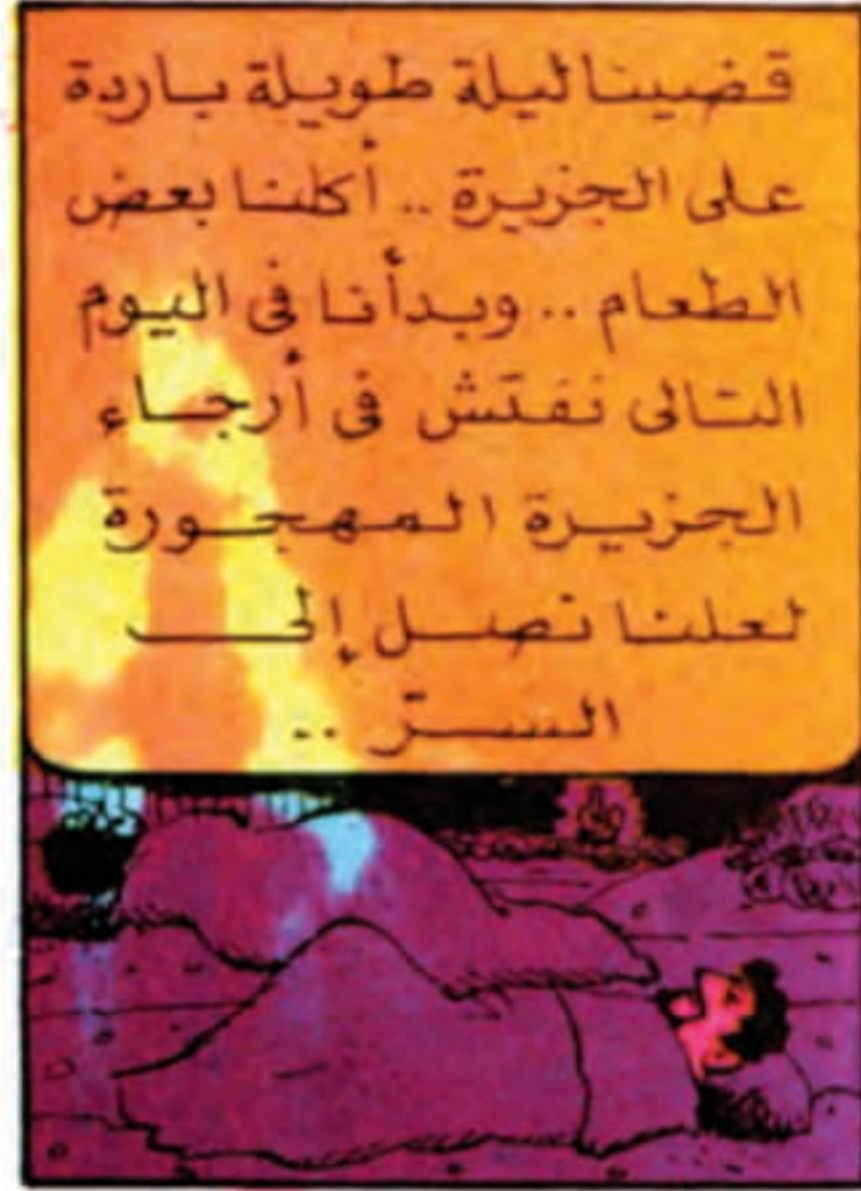 قضينا ليلة طويلة باردة
على الجزيرة .. أكلنا بعض
الطعام .. وبدأنا فى اليوم
التالى نفتش فى أرجاء
الجزيرة المهجورة
لعلنا نصل إلى
السرّ ..